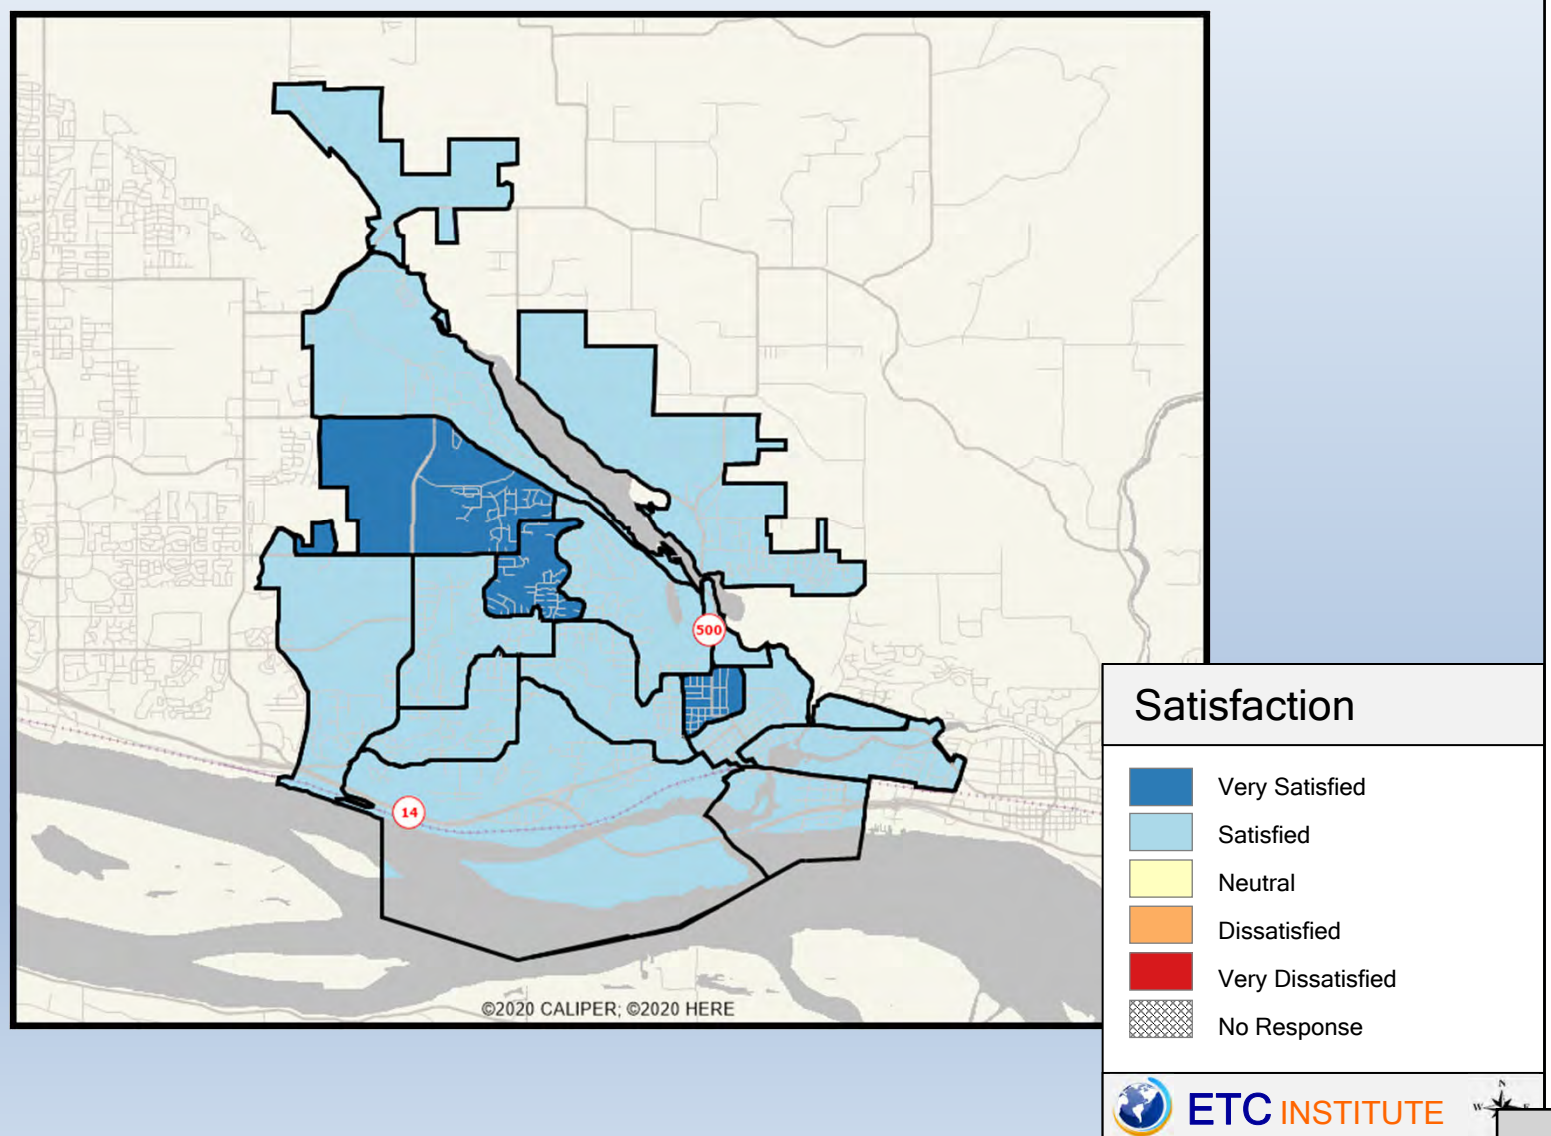 500
14
©2020 CALIPER; ©2020 HERE
Satisfaction
Very Satisfied
Satisfied
Neutral
Dissatisfied
Very Dissatisfied
No Response
ETC INSTITUTE
N
W E